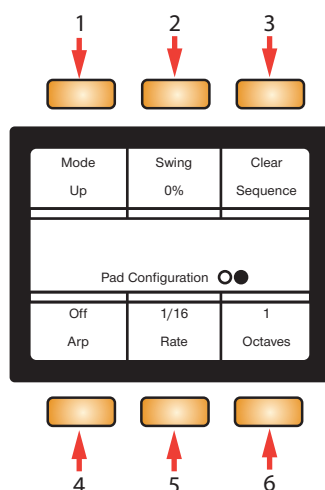 1 2 3
Mode Swing Clear
Up 0% Sequence
Pad Configuration
Off 1/16 1
Arp Rate Octaves
4 5 6